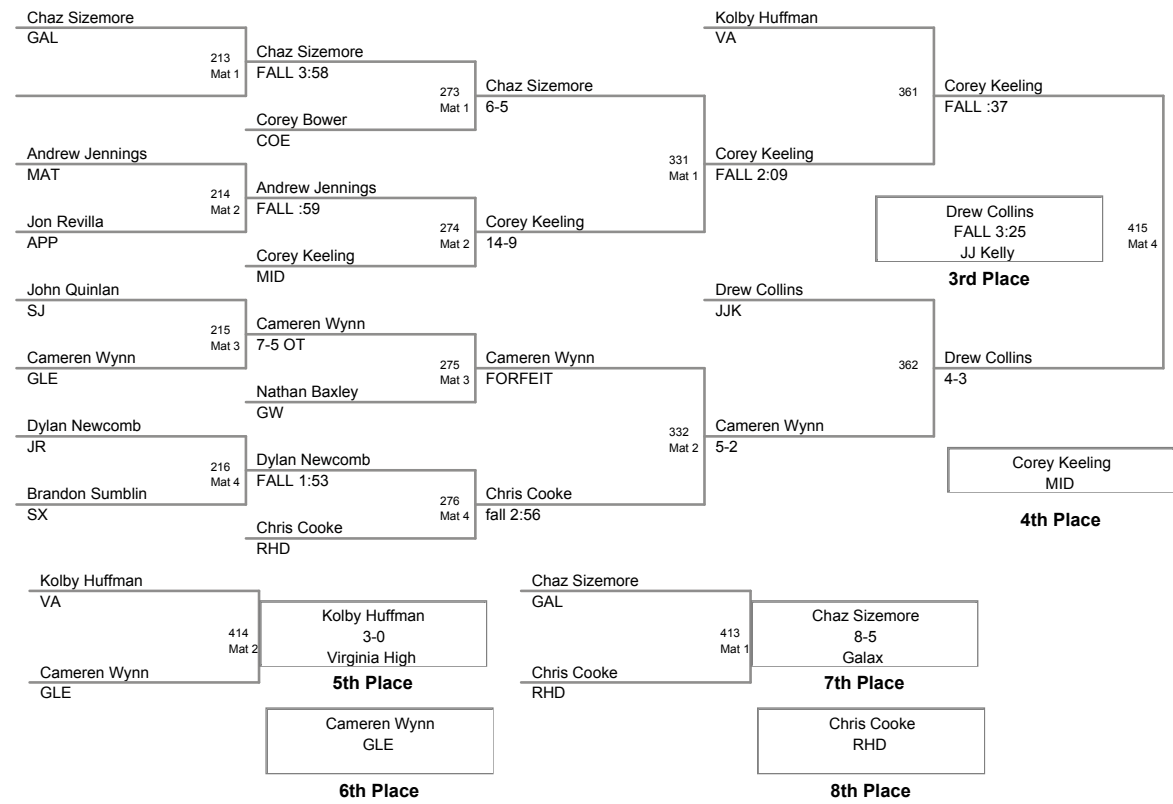 Chaz Sizemore
GAL
213
Mat 1
Chaz Sizemore
FALL 3:58
273
Mat 1
Corey Bower
COE
Chaz Sizemore
6-5
Andrew Jennings
MAT
214
Mat 2
Jon Revilla
APP
Andrew Jennings
FALL :59
274
Mat 2
Corey Keeling
MID
Corey Keeling
14-9
331
Mat 1
John Quinlan
SJ
215
Mat 3
Cameren Wynn
GLE
Cameren Wynn
7-5 OT
275
Mat 3
Nathan Baxley
GW
Cameren Wynn
FORFEIT
Dylan Newcomb
JR
216
Mat 4
Brandon Sumblin
SX
Dylan Newcomb
FALL 1:53
276
Mat 4
Chris Cooke
RHD
Chris Cooke
fall 2:56
332
Mat 2
Kolby Huffman
VA
361
Corey Keeling
FALL 2:09
Corey Keeling
FALL :37
Drew Collins
FALL 3:25
JJ Kelly
3rd Place
415
Mat 4
Drew Collins
JJK
362
Cameren Wynn
5-2
Drew Collins
4-3
Corey Keeling
MID
4th Place
Kolby Huffman
VA
414
Mat 2
Cameren Wynn
GLE
Kolby Huffman
3-0
Virginia High
5th Place
Cameren Wynn
GLE
6th Place
Chaz Sizemore
GAL
413
Mat 1
Chris Cooke
RHD
Chaz Sizemore
8-5
Galax
7th Place
Chris Cooke
RHD
8th Place